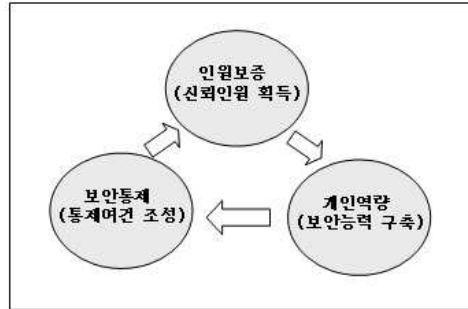 인원보증
(신뢰인원 획득)
보안통제
(통제여건 조성)
개인역량
(보안능력 구축)